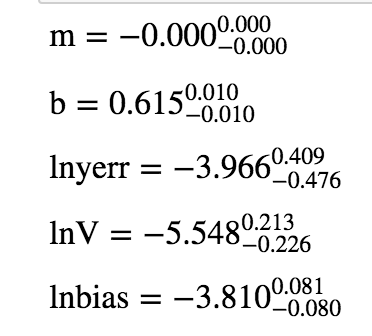 m = −0.000^{0.000}_{−0.000}
b = 0.615^{0.010}_{−0.010}
lnyerr = −3.966^{0.409}_{−0.476}
lnV = −5.548^{0.213}_{−0.226}
lnbias = −3.810^{0.081}_{−0.080}